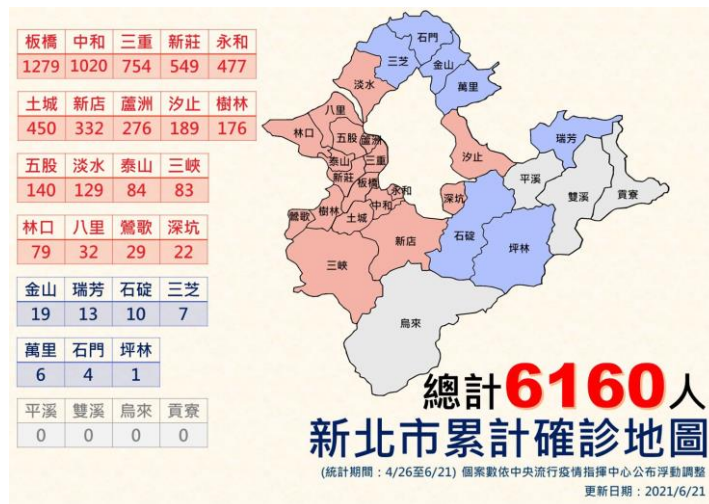 板橋 中和 三重 新莊 永和
1279 1020 754 549 477
土城 新店 蘆洲 汐止 樹林
450 332 276 189 176
五股 淡水 泰山 三峽
140 129 84 83
林口 八里 鶯歌 深坑
79 32 29 22
金山 瑞芳 石碇 三芝
19 13 10 7
萬里 石門 坪林
6 4 1
平溪 雙溪 烏來 貢寮
0 0 0 0
石門
三芝 金山
淡水 萬里
八里
林口 五股 蘆洲
瑞芳
泰山 三重
汐止
新莊 板橋
平溪
永和
鶯歌 樹林 土城 中和
深坑
雙溪 貢寮
三峽 新店 石碇 坪林
烏來
總計6160人
新北市累計確診地圖
(統計期間：4/26至6/21) 個案數依中央流行疫情指揮中心公布浮動調整
更新日期：2021/6/21